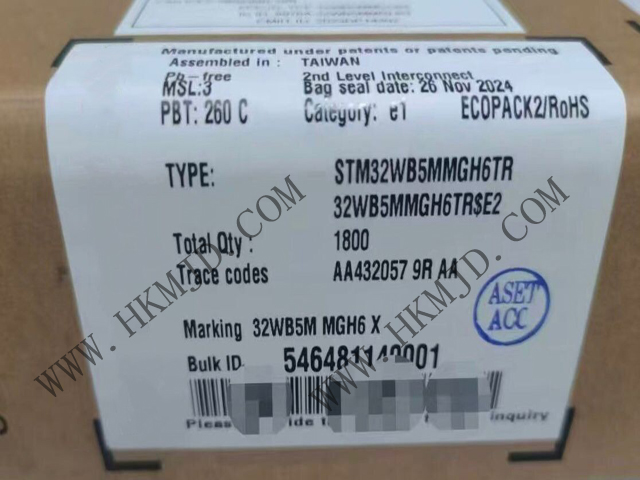 Manufactured under patents or patents pending
Assembled in : TAIWAN
Pb-free 2nd Level Interconnect
MSL:3 Bag seal date: 26 Nov 2024
PBT: 260 C Category: e1 ECOPACK2/RoHS
TYPE: STM32WB5MMGH6TR
32WB5MMGH6TR$E2
Total Qty : 1800
Trace codes AA432057 9R AA
ASET
ACC
Marking 32WB5M MGH6 X
Bulk ID
Please inquiry
WWW.HKMJD.COM
WWW.HKMJD.COM